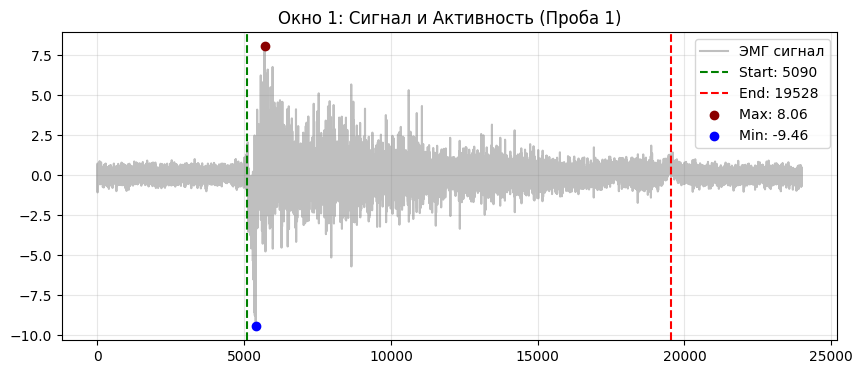 Окно 1: Сигнал и Активность (Проба 1)
7.5
5.0
2.5
0.0
−2.5
−5.0
−7.5
−10.0
0
5000
10000
15000
20000
25000
ЭМГ сигнал
Start: 5090
End: 19528
Max: 8.06
Min: -9.46